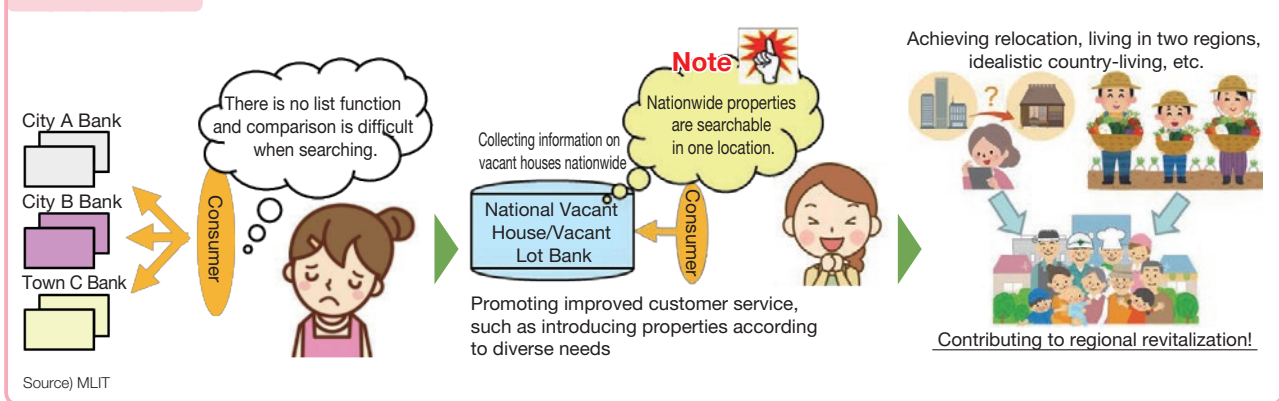 City A Bank
City B Bank
Town C Bank
Consumer
There is no list function
and comparison is difficult
when searching.
Collecting information on
vacant houses nationwide
National Vacant
House/Vacant
Lot Bank
Consumer
Note
Nationwide properties
are searchable
in one location.
Promoting improved customer service,
such as introducing properties according
to diverse needs
Achieving relocation, living in two regions,
idealistic country-living, etc.
?
Contributing to regional revitalization!
Source) MLIT